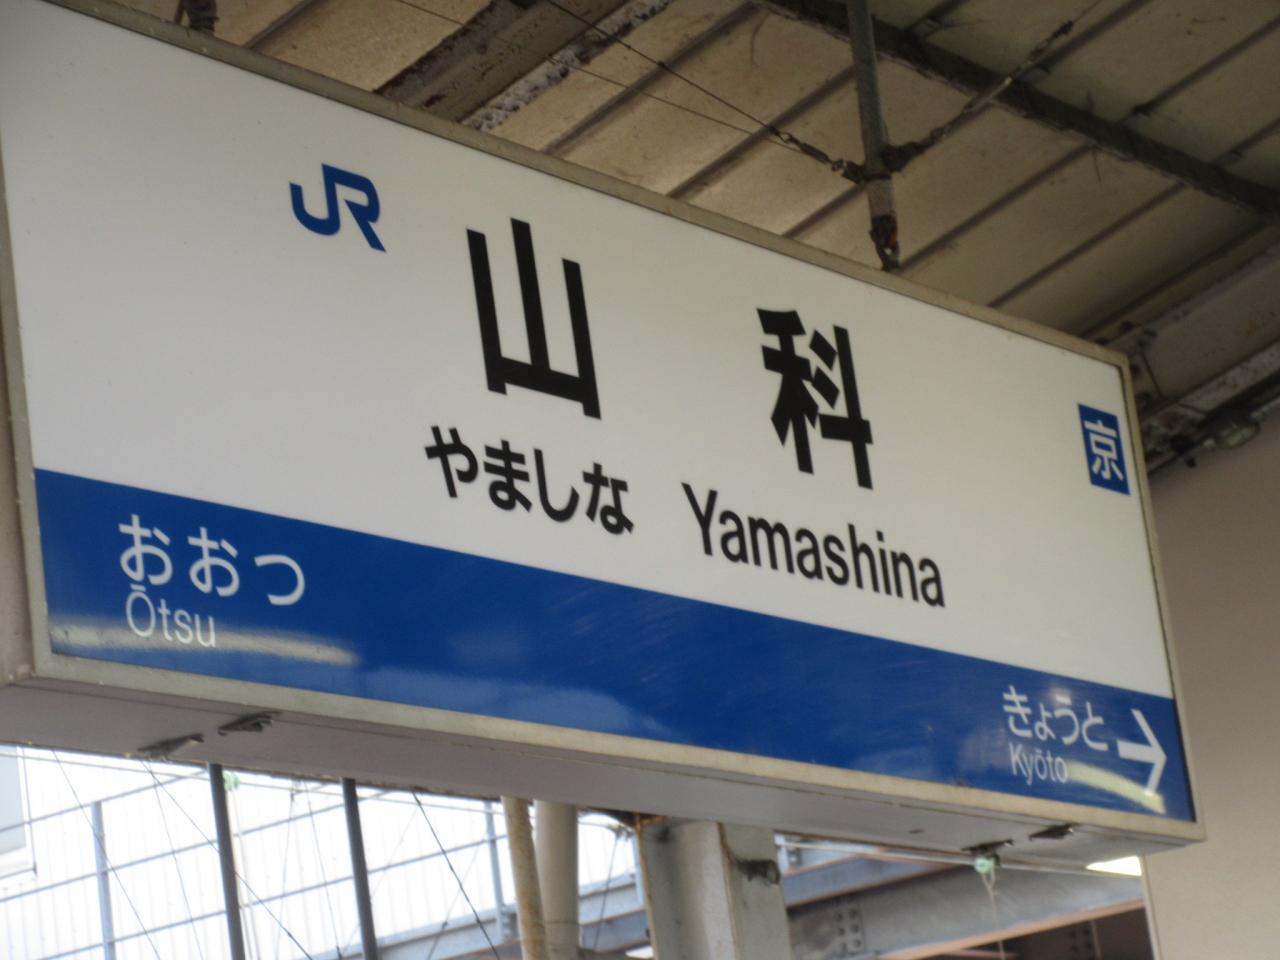 JR
山科
京
やましな Yamashina
おおつ
Ōtsu
きょうと →
Kyōto